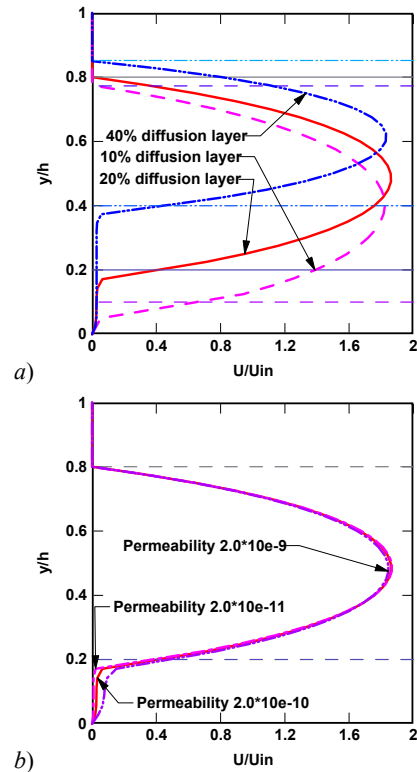 1
0.8
0.6
0.4
0.2
0
y/h
40% diffusion layer
10% diffusion layer
20% diffusion layer
0 0.4 0.8 1.2 1.6 2
U/Uin
a)
1
0.8
0.6
0.4
0.2
0
y/h
Permeability 2.0*10e-9
Permeability 2.0*10e-11
Permeability 2.0*10e-10
0 0.4 0.8 1.2 1.6 2
U/Uin
b)